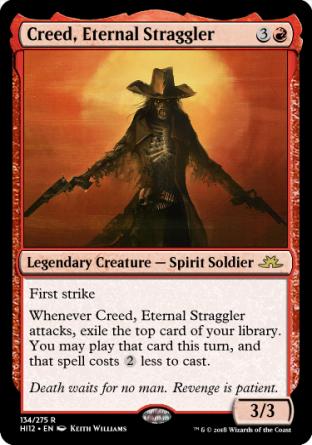 Creed, Eternal Straggler 3
Legendary Creature — Spirit Soldier
First strike
Whenever Creed, Eternal Straggler
attacks, exile the top card of your library.
You may play that card this turn, and
that spell costs 2 less to cast.
Death waits for no man. Revenge is patient.
3/3
134/275 R
HI12 • EN Keith Williams
™ & © 2018 Wizards of the Coast